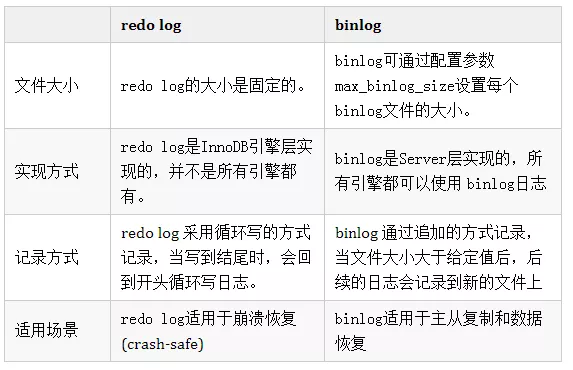 redo log
binlog
文件大小
redo log的大小是固定的。
binlog可通过配置参数
max_binlog_size设置每个
binlog文件的大小。
实现方式
redo log是InnoDB引擎层实
现的，并不是所有引擎都
有。
binlog是Server层实现的，所
有引擎都可以使用 binlog日志
记录方式
redo log 采用循环写的方式
记录，当写到结尾时，会回
到开头循环写日志。
binlog 通过追加的方式记录，
当文件大小大于给定值后，后
续的日志会记录到新的文件上
适用场景
redo log适用于崩溃恢复
(crash-safe)
binlog适用于主从复制和数据
恢复